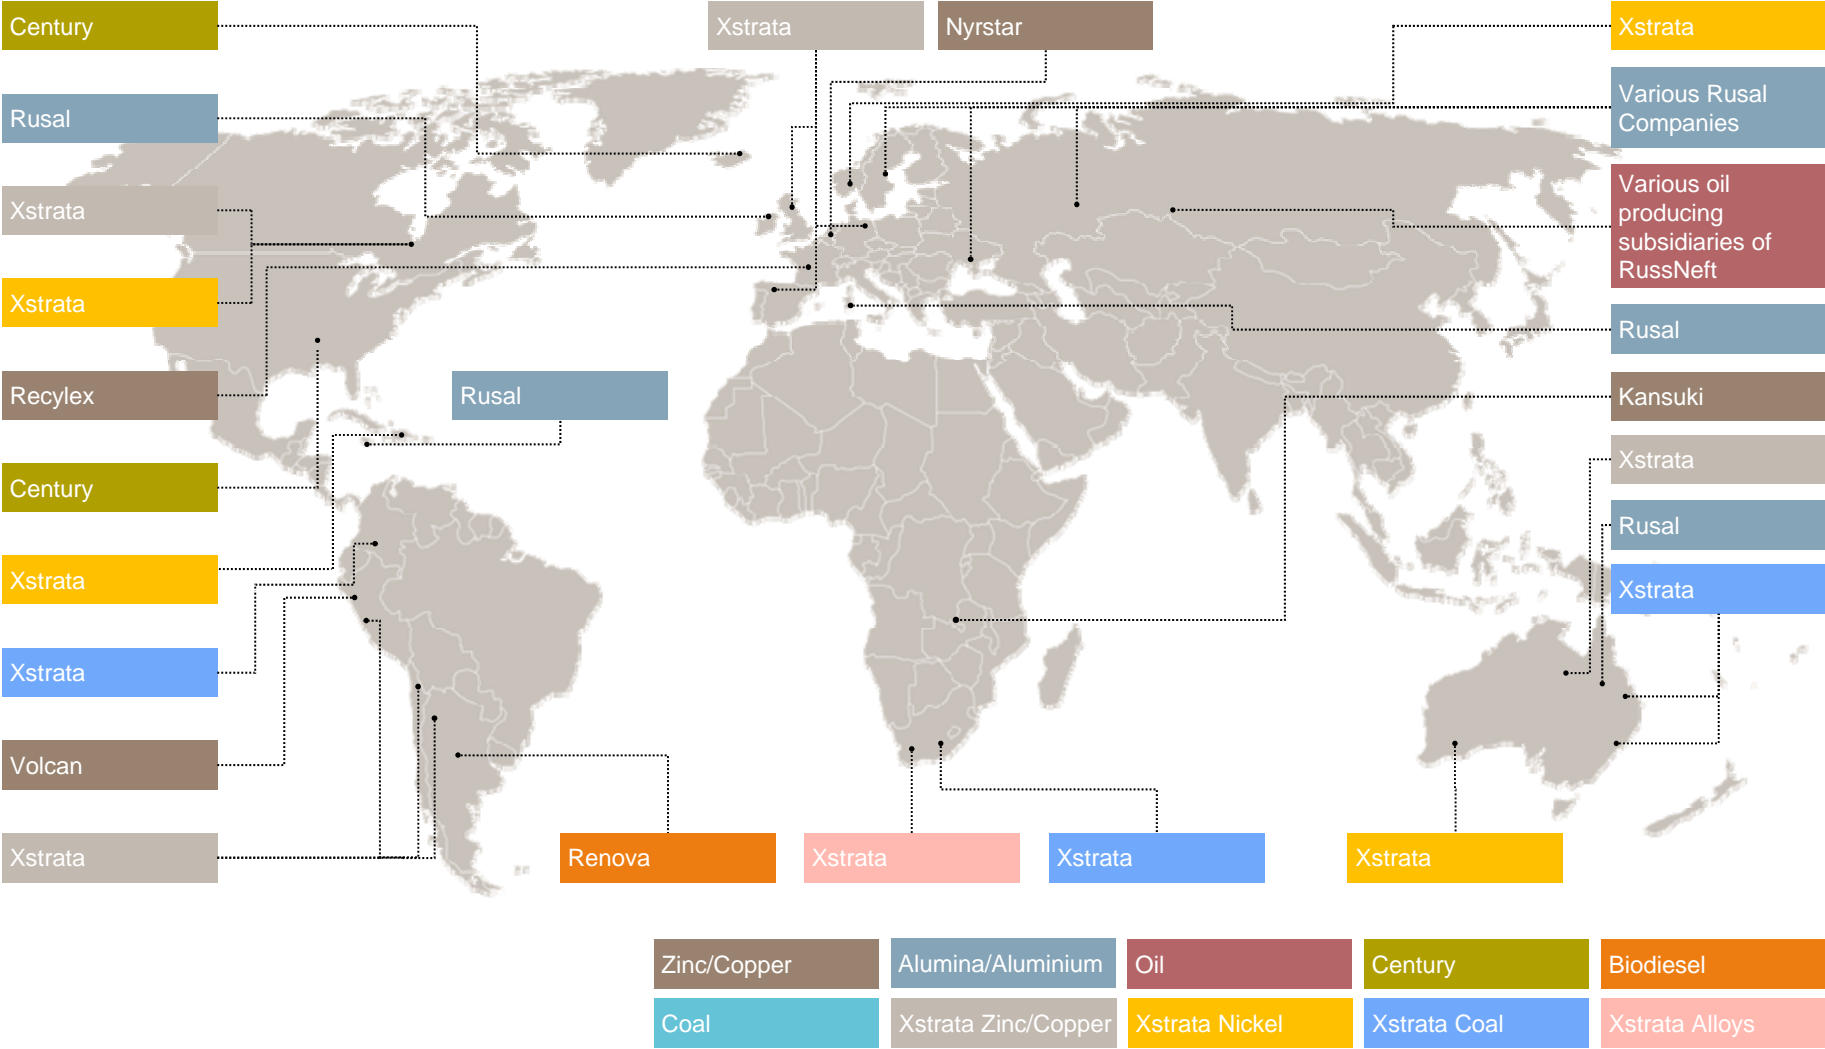 Century
Xstrata
Nyrstar
Xstrata
Rusal
Various Rusal
Companies
Xstrata
Various oil
producing
subsidiaries of
RussNeft
Xstrata
Rusal
Recylex
Rusal
Kansuki
Century
Xstrata
Rusal
Xstrata
Xstrata
Xstrata
Volcan
Xstrata
Renova
Xstrata
Xstrata
Xstrata
Zinc/Copper
Alumina/Aluminium
Oil
Century
Biodiesel
Coal
Xstrata Zinc/Copper
Xstrata Nickel
Xstrata Coal
Xstrata Alloys